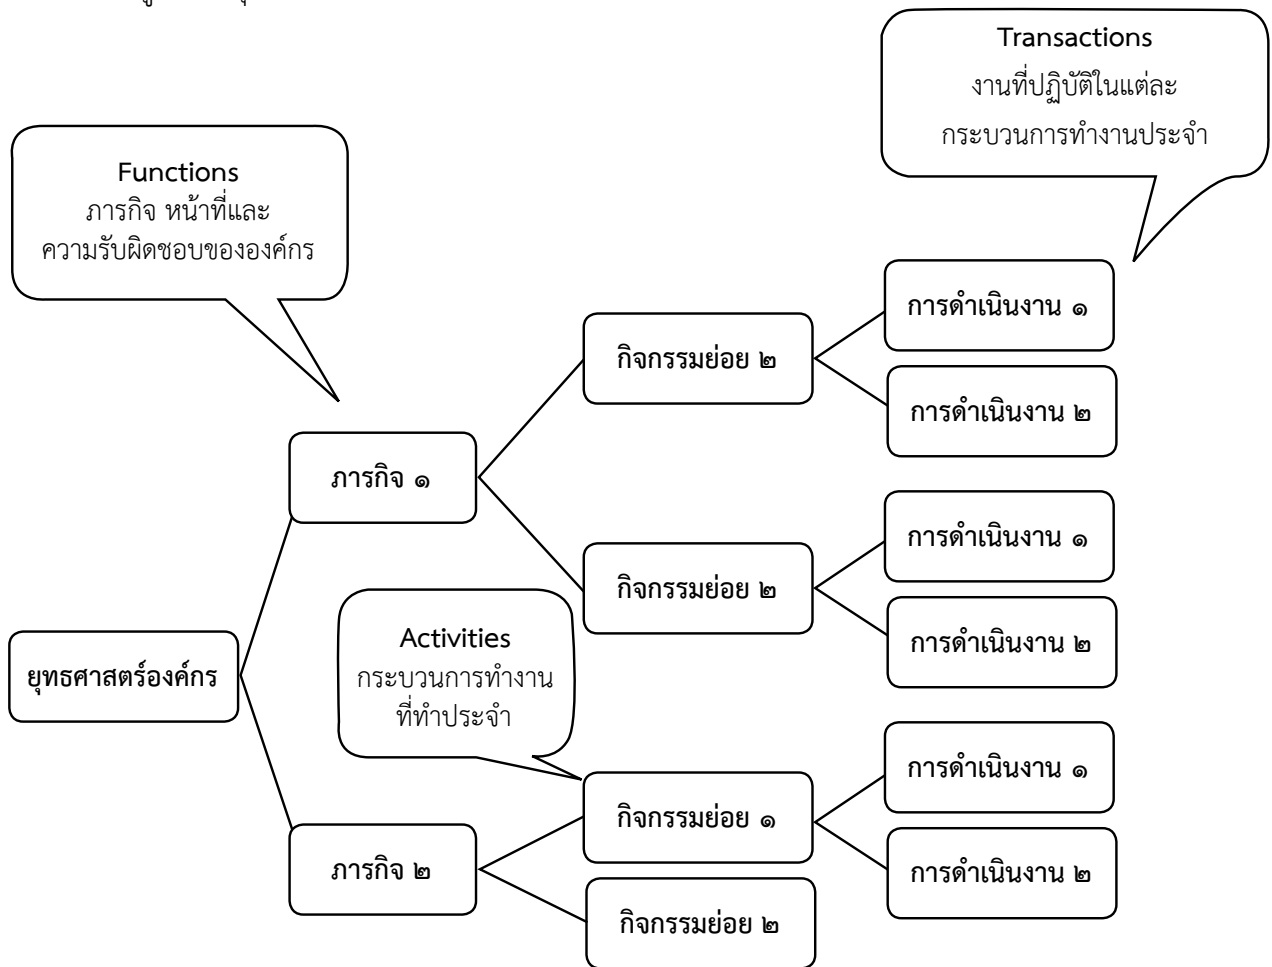 Transactions
งานที่ปฏิบัติในแต่ละ
กระบวนการทำงานประจำ
Functions
ภารกิจ หน้าที่และ
ความรับผิดชอบขององค์กร
การดำเนินงาน ๑
กิจกรรมย่อย ๒
การดำเนินงาน ๒
ภารกิจ ๑
การดำเนินงาน ๑
กิจกรรมย่อย ๒
การดำเนินงาน ๒
Activities
กระบวนการทำงาน
ที่ทำประจำ
ยุทธศาสตร์องค์กร
การดำเนินงาน ๑
กิจกรรมย่อย ๑
ภารกิจ ๒
การดำเนินงาน ๒
กิจกรรมย่อย ๒